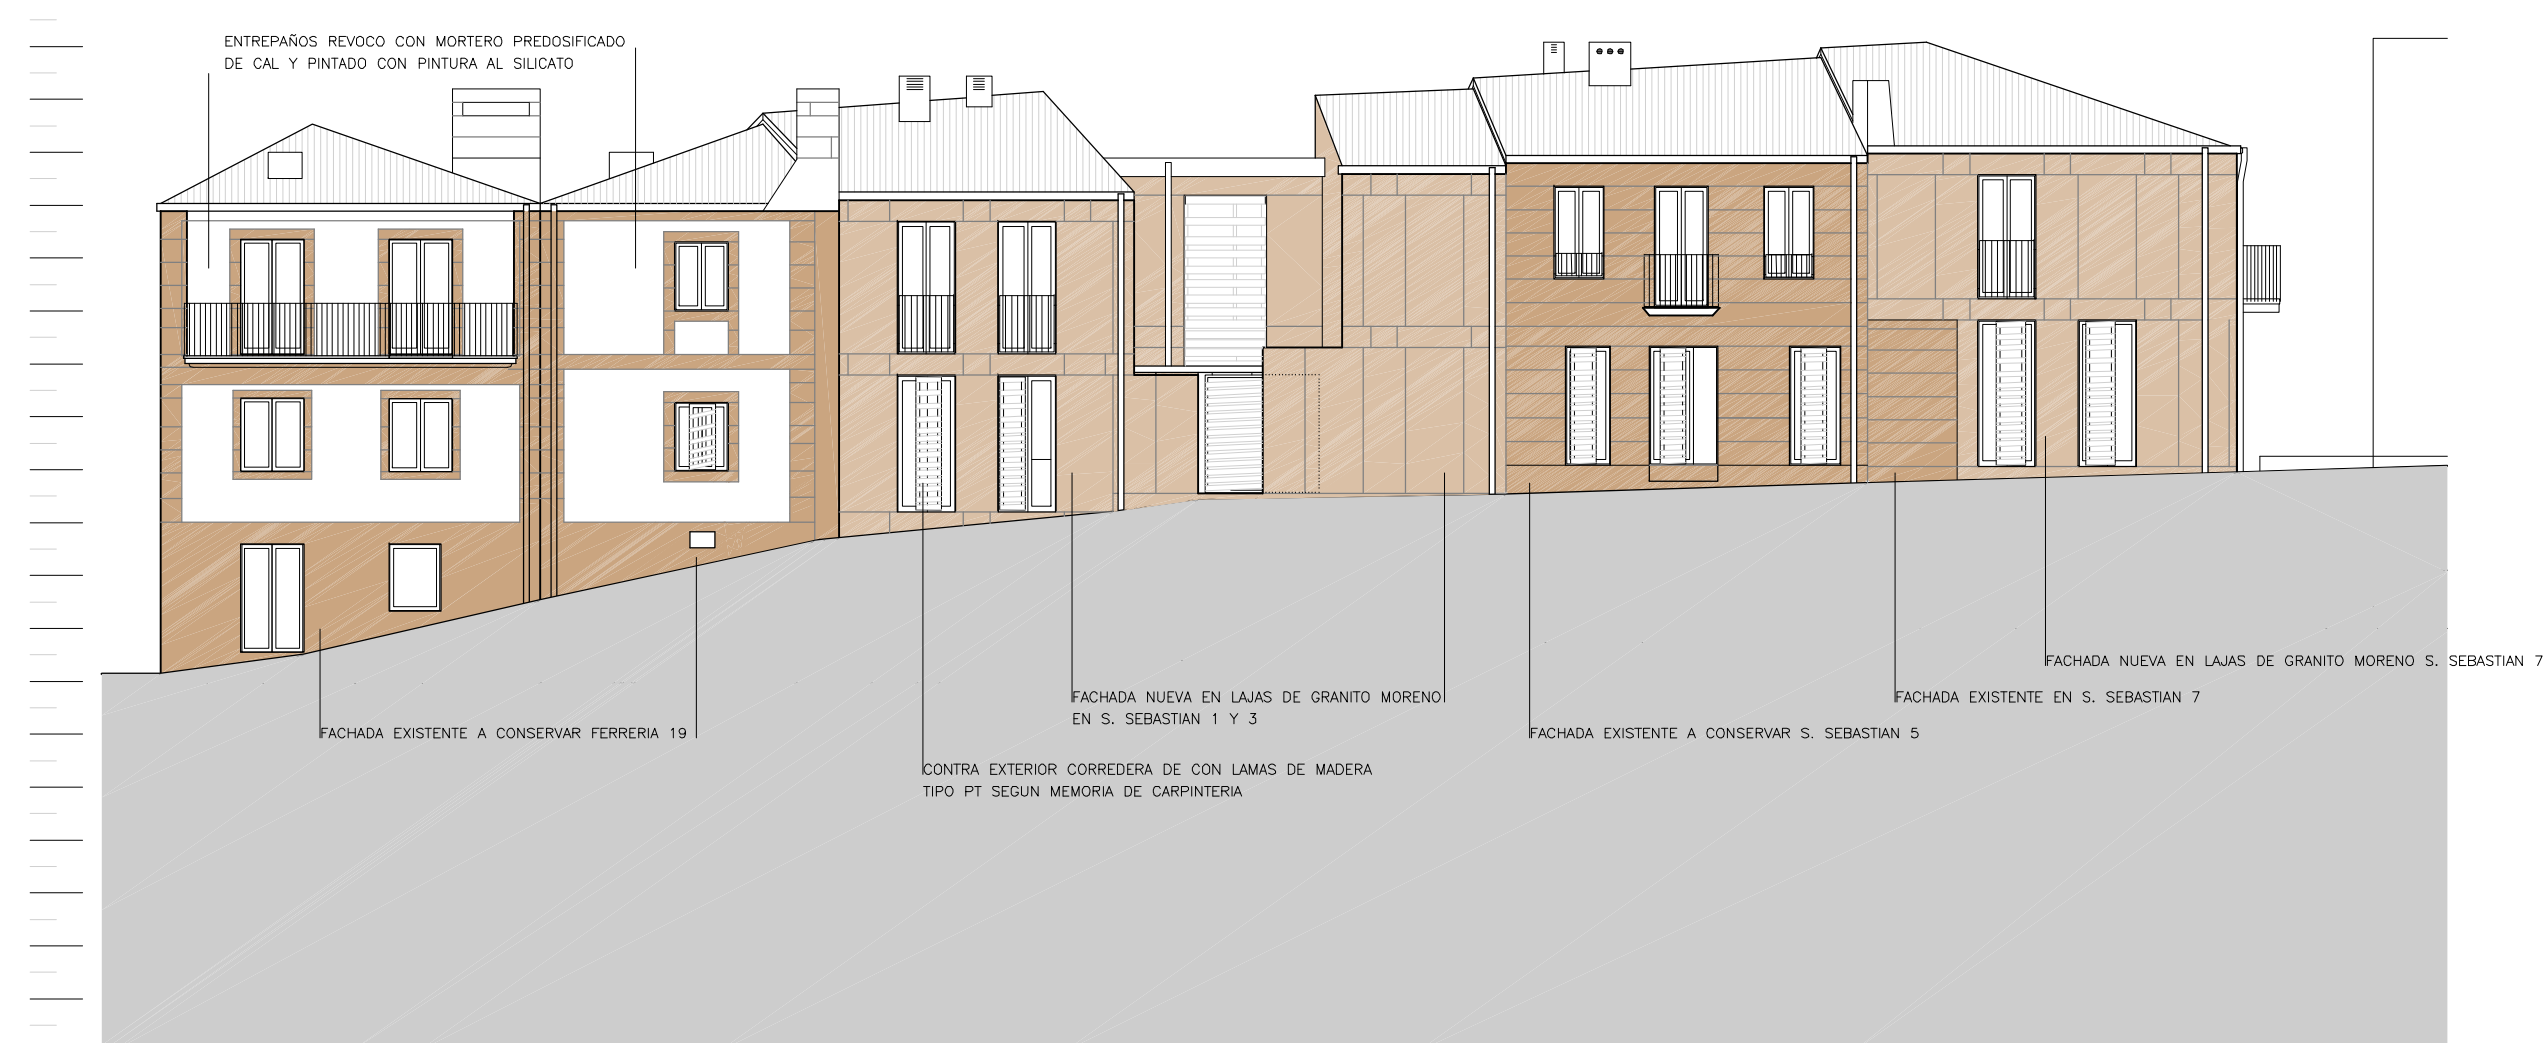 ENTREPAÑOS REVOCO CON MORTERO PREDOSIFICADO
DE CAL Y PINTADO CON PINTURA AL SILICATO
FACHADA NUEVA EN LAJAS DE GRANITO MORENO S. SEBASTIAN 7
FACHADA NUEVA EN LAJAS DE GRANITO MORENO
EN S. SEBASTIAN 1 Y 3
FACHADA EXISTENTE EN S. SEBASTIAN 7
FACHADA EXISTENTE A CONSERVAR FERRERIA 19
FACHADA EXISTENTE A CONSERVAR S. SEBASTIAN 5
CONTRA EXTERIOR CORREDERA DE CON LAMAS DE MADERA
TIPO PT SEGUN MEMORIA DE CARPINTERIA